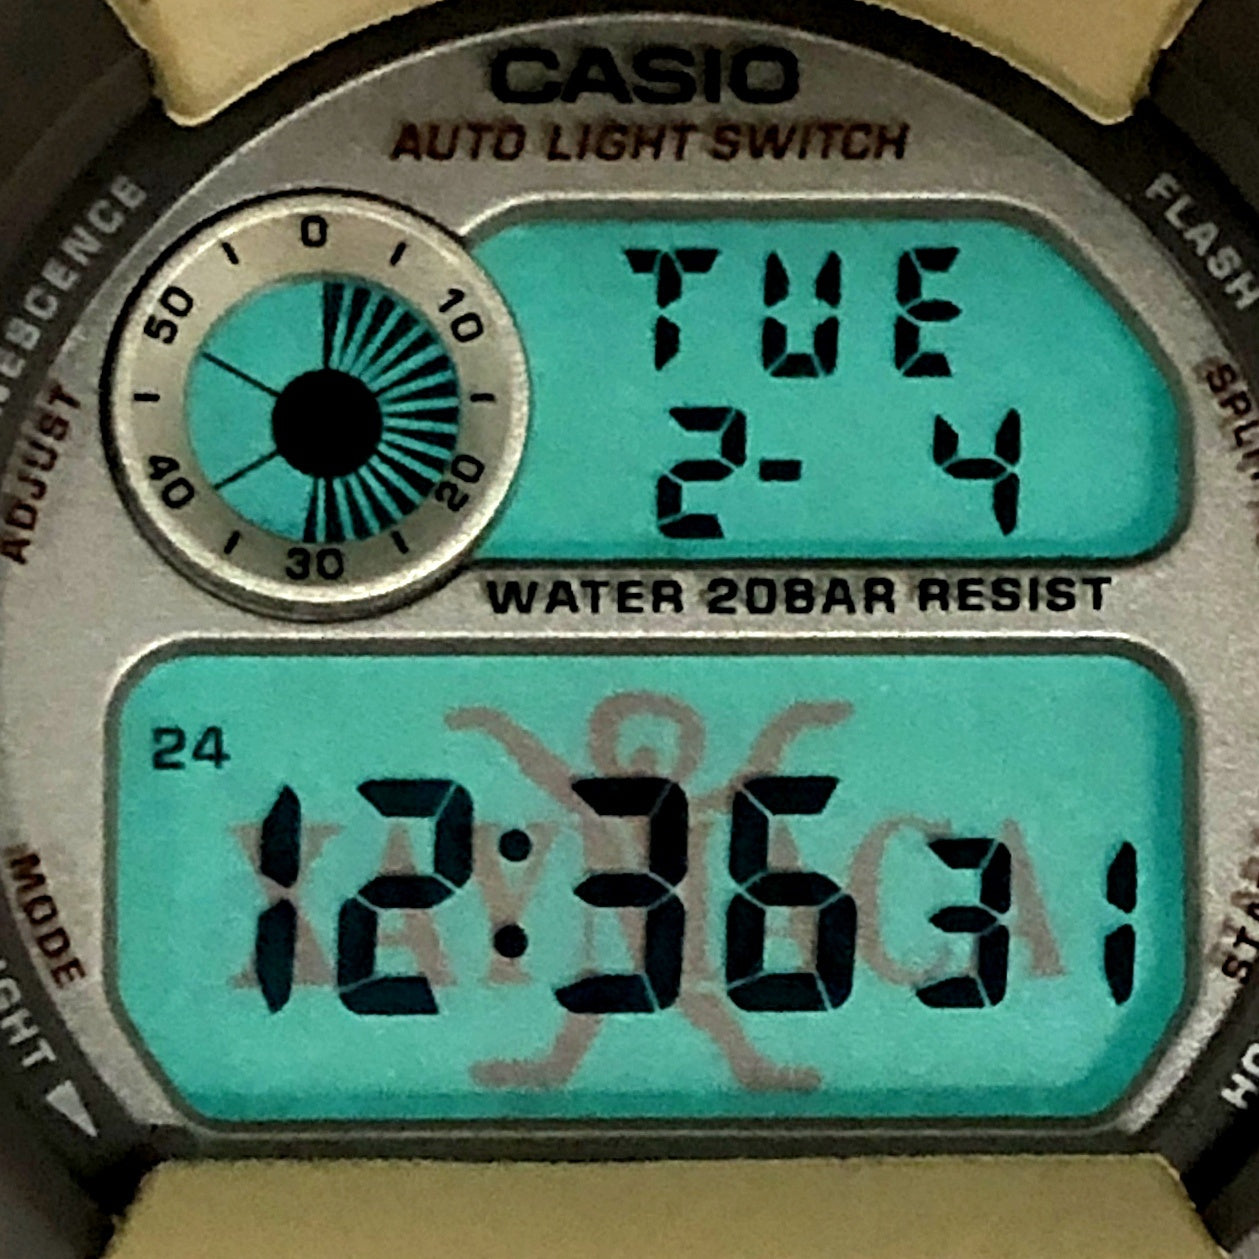 CASIO
AUTO LIGHT SWITCH
FLASH
ADJUST
0
10
20
30
40
50
TUE
2- 4
WATER 20BAR RESIST
24
12:36 31
XAYMACA
MODE